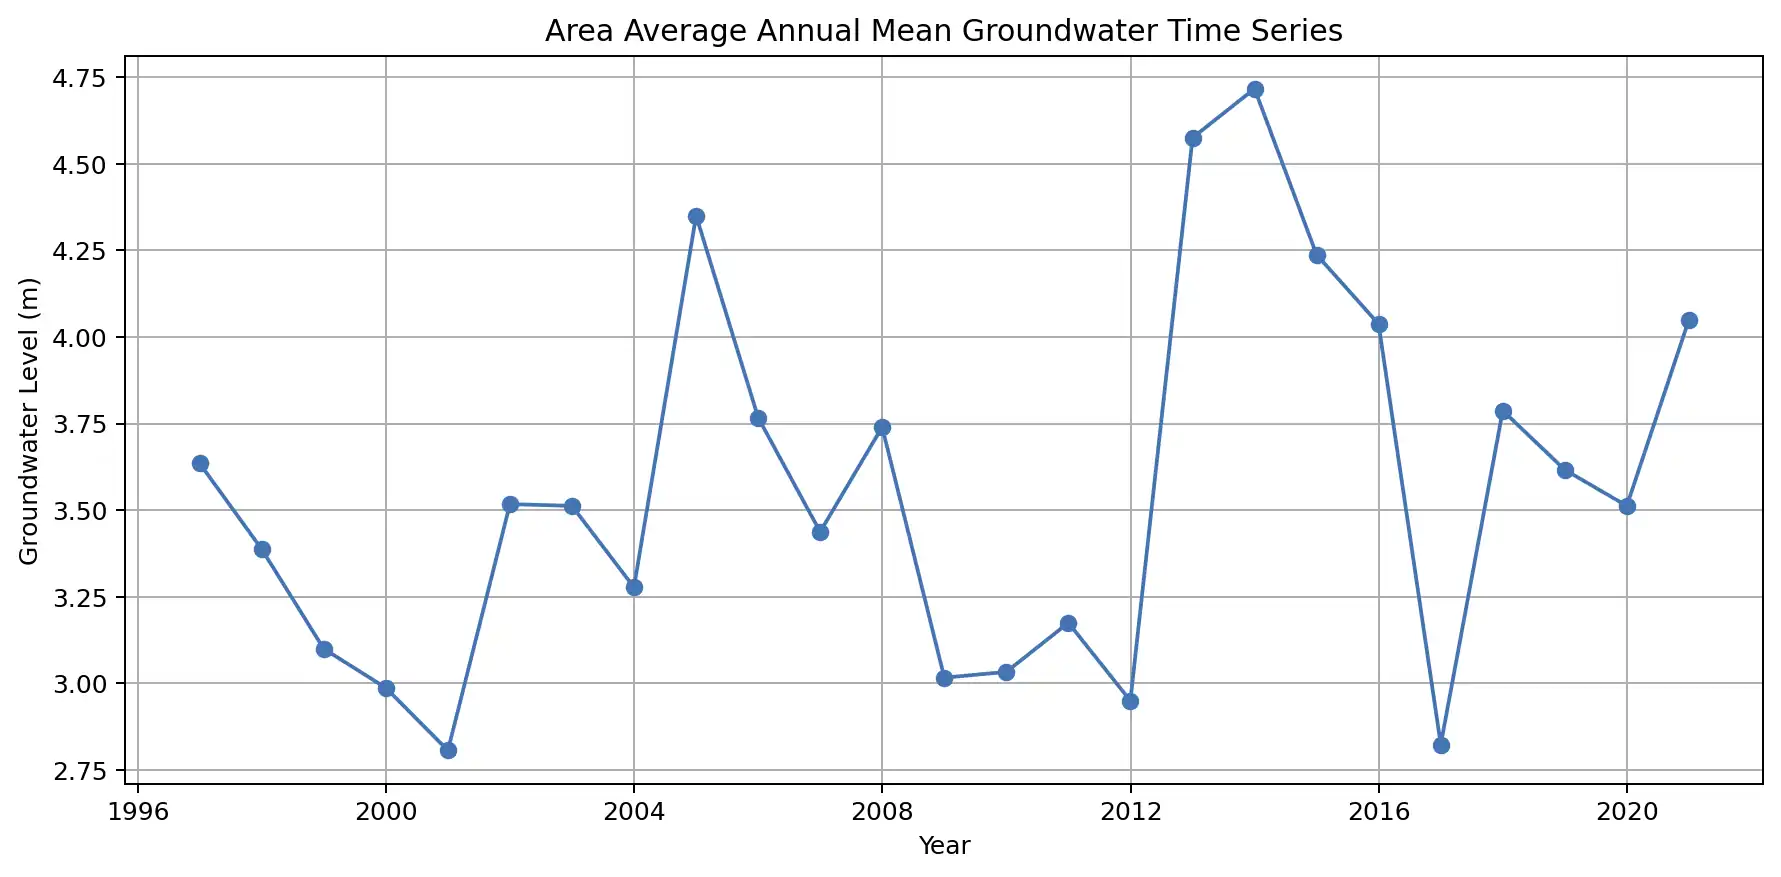 Area Average Annual Mean Groundwater Time Series
4.75
4.50
4.25
4.00
3.75
3.50
3.25
3.00
2.75
Groundwater Level (m)
1996 2000 2004 2008 2012 2016 2020
Year